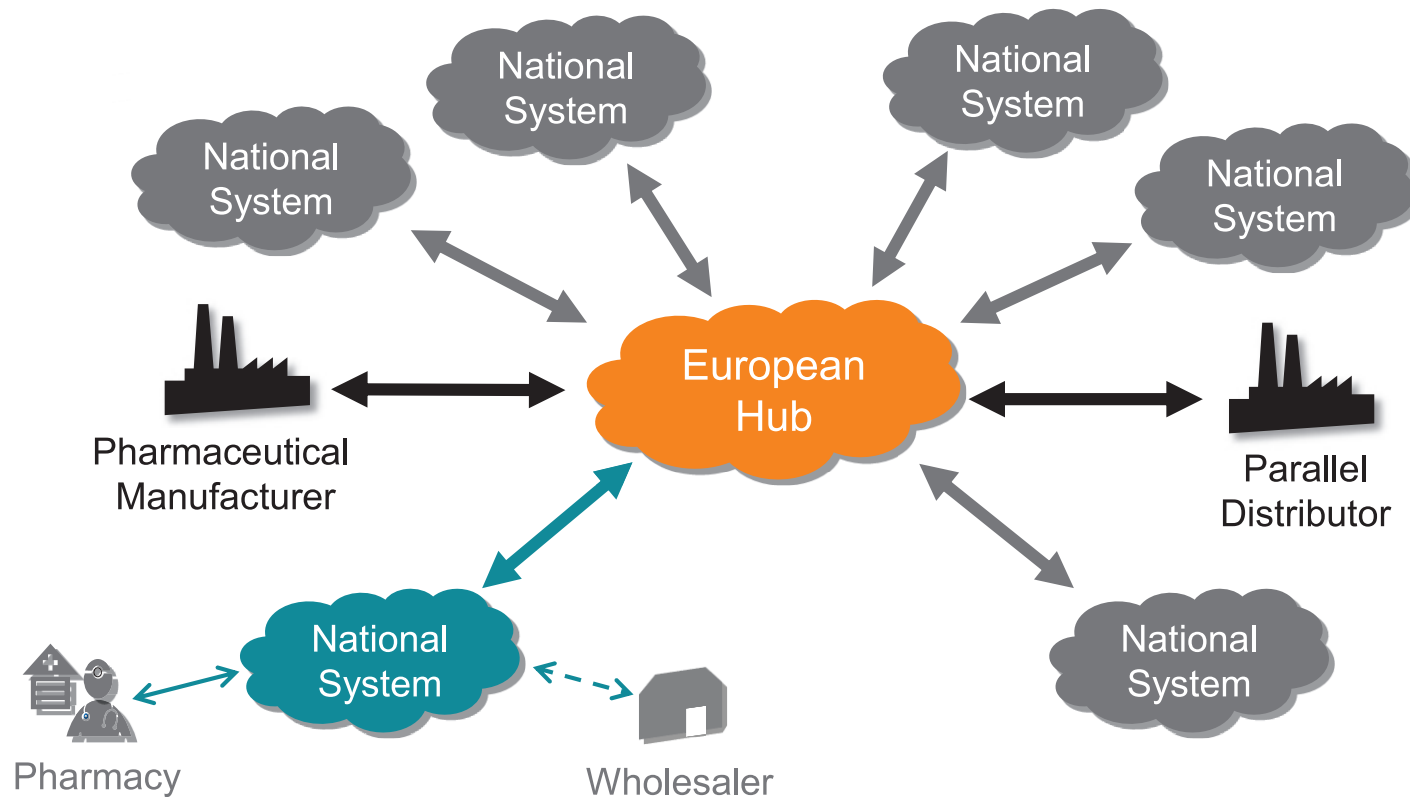 National
System
National
System
National
System
National
System
European
Hub
Pharmaceutical
Manufacturer
Parallel
Distributor
National
System
National
System
Pharmacy
Wholesaler